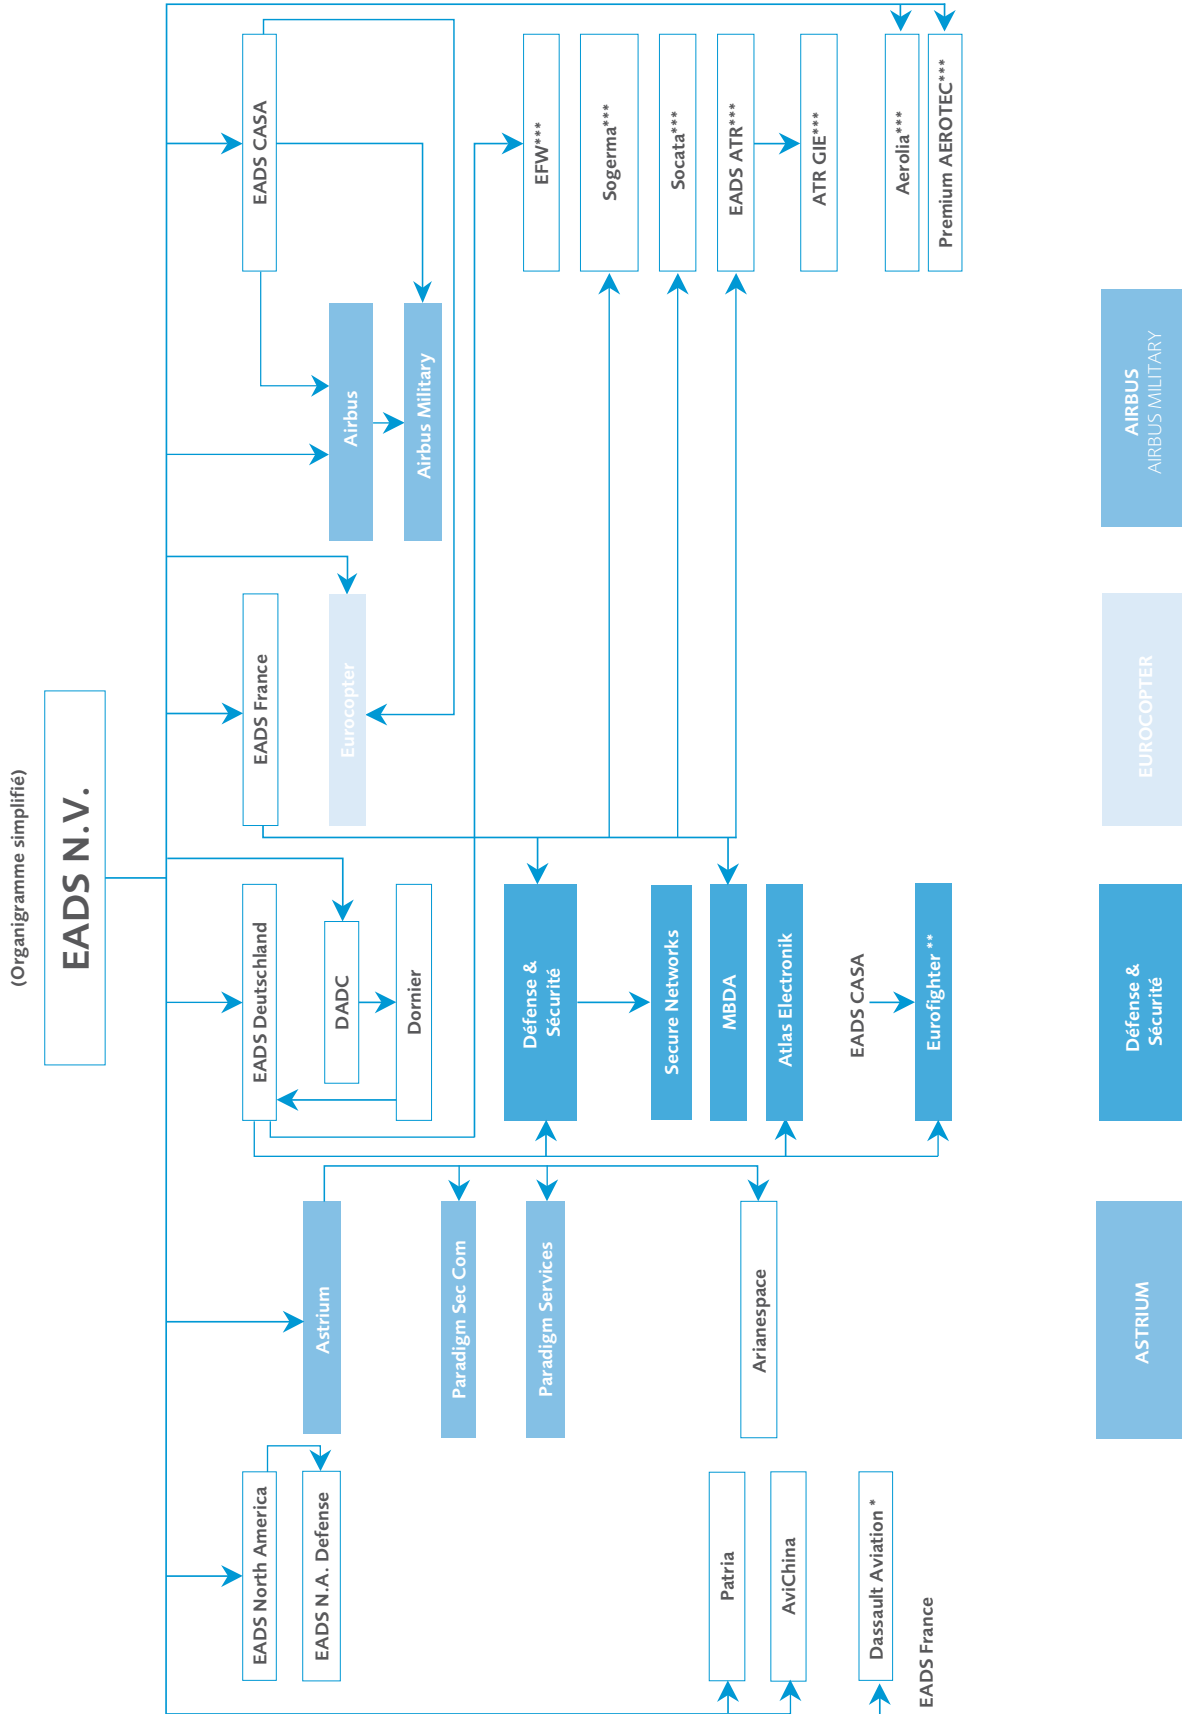 (Organigramme simplifié)
EADS N.V.
EADS North America
EADS N.A. Defense
Patria
AviChina
Dassault Aviation *
EADS France
Astrium
Paradigm Sec Com
Paradigm Services
Arianespace
EADS Deutschland
DADC
Dornier
Défense &
Sécurité
Secure Networks
MBDA
Atlas Electronik
EADS CASA
Eurofighter **
EADS France
Eurocopter
EADS CASA
Airbus
Airbus Military
EFW***
Sogerma***
Socata***
EADS ATR***
ATR GIE***
Aerolia***
Premium AEROTEC***
ASTRIUM
Défense &
Sécurité
EUROCOPTER
AIRBUS
AIRBUS MILITARY